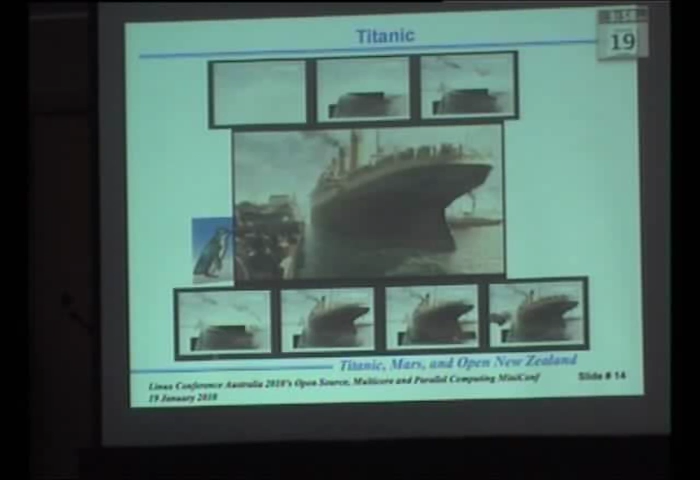 Titanic
19
Titanic, Mars, and Open New Zealand
Linux Conference Australia 2010's Open Source, Multicore and Parallel Computing MiniConf
19 January 2010
Slide # 14